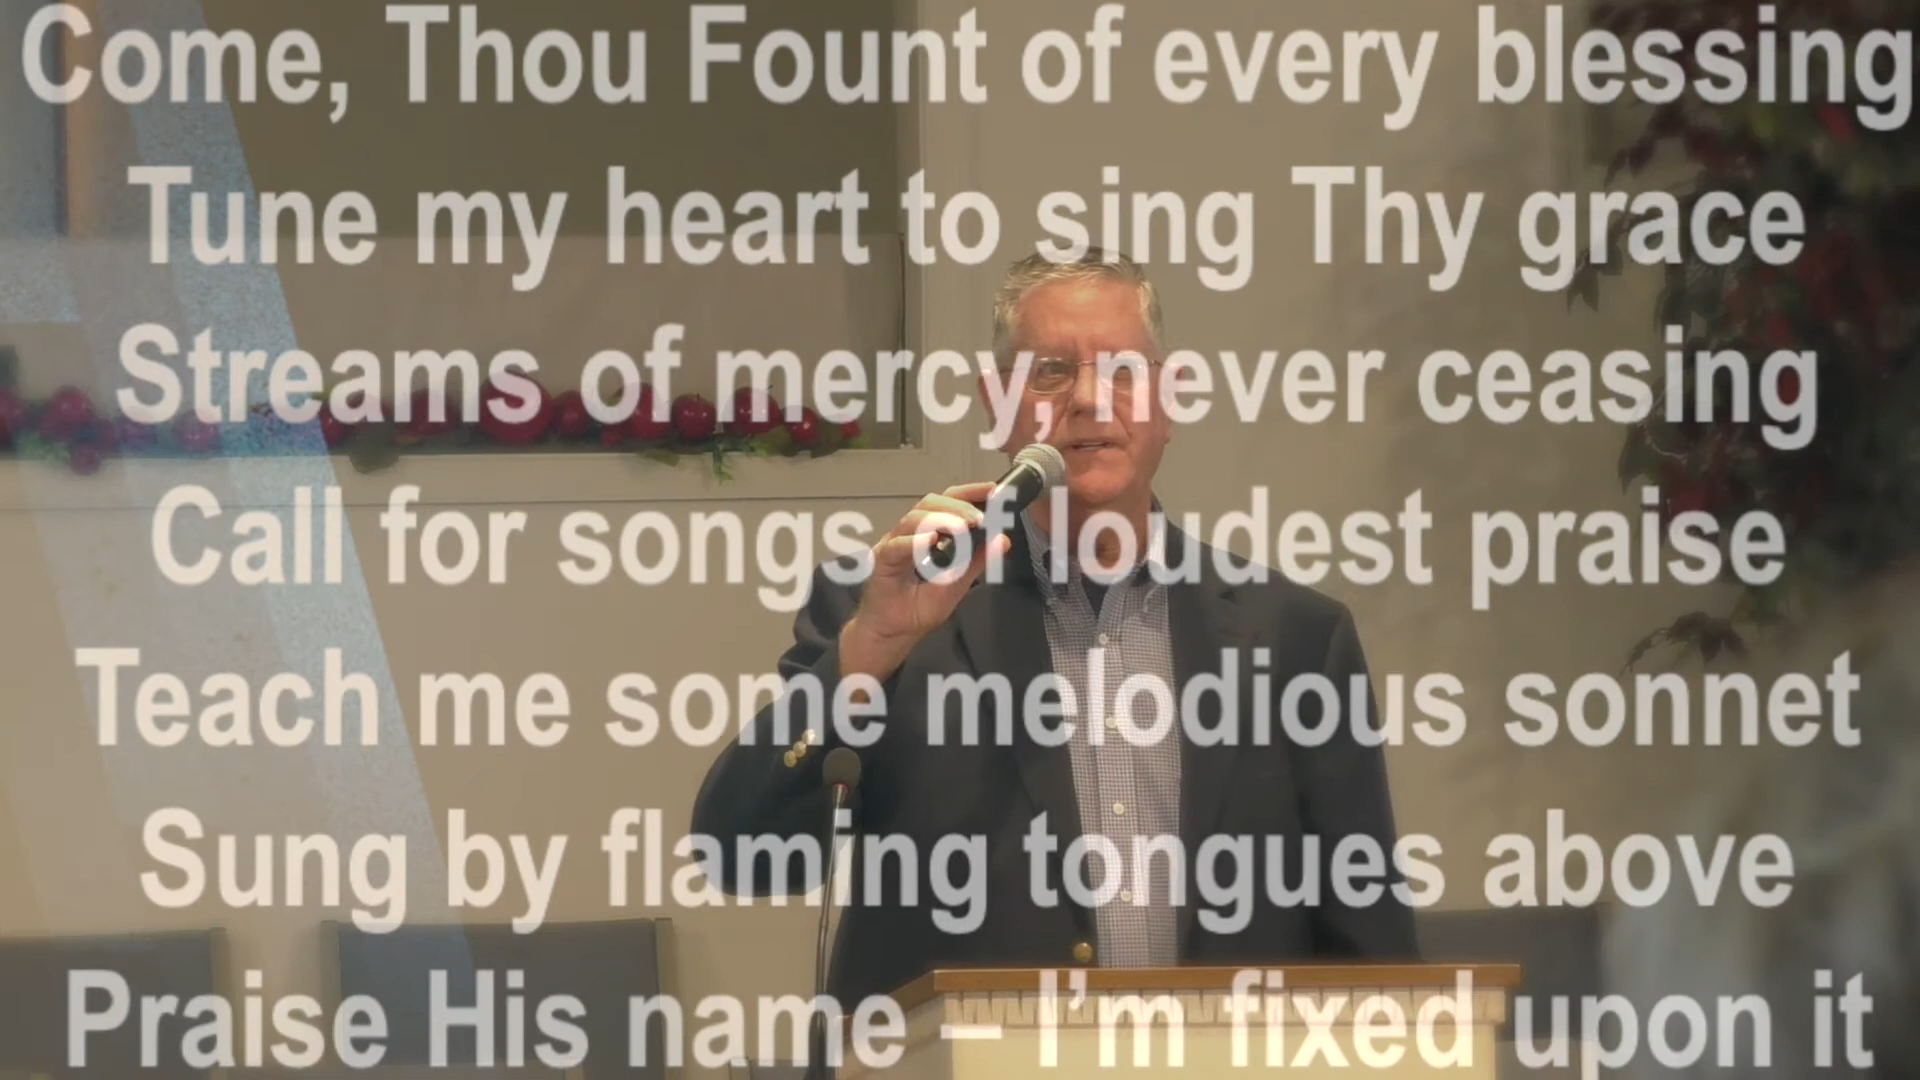 Come, Thou Fount of every blessing
Tune my heart to sing Thy grace
Streams of mercy, never ceasing
Call for songs of loudest praise
Teach me some melodious sonnet
Sung by flaming tongues above
Praise His name – I'm fixed upon it